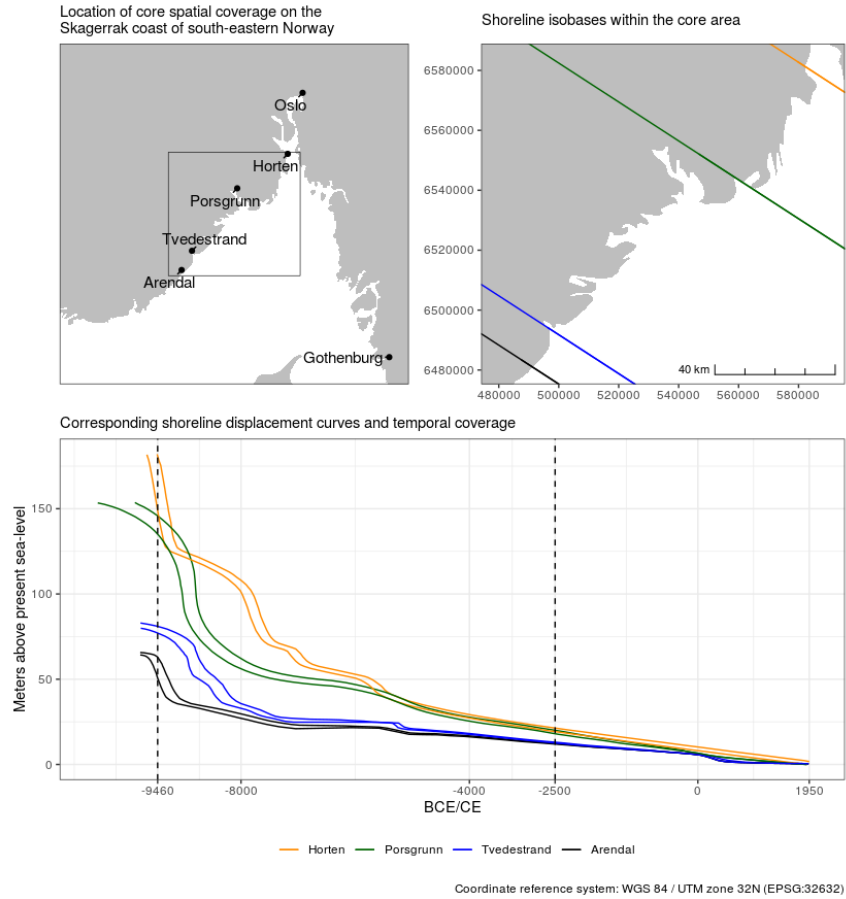 Location of core spatial coverage on the
Skagerrak coast of south-eastern Norway
Oslo
Horten
Porsgrunn
Tvedestrand
Arendal
Gothenburg
Shoreline isobases within the core area
6580000
6560000
6540000
6520000
6500000
6480000
40 km
480000 500000 520000 540000 560000 580000
Corresponding shoreline displacement curves and temporal coverage
Meters above present sea-level
150
100
50
0
-9460 -8000 -4000 -2500 0 1950
BCE/CE
Horten Porsgrunn Tvedestrand Arendal
Coordinate reference system: WGS 84 / UTM zone 32N (EPSG:32632)